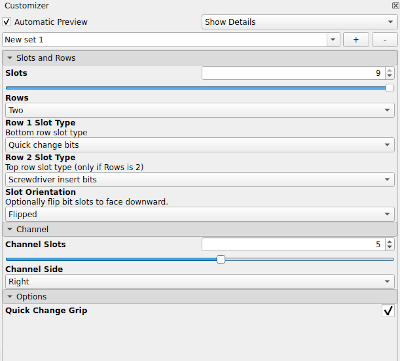 Customizer
Automatic Preview
Show Details
New set 1
+
-
Slots and Rows
Slots
9
Rows
Two
Row 1 Slot Type
Bottom row slot type
Quick change bits
Row 2 Slot Type
Top row slot type (only if Rows is 2)
Screwdriver insert bits
Slot Orientation
Optionally flip bit slots to face downward.
Flipped
Channel
Channel Slots
5
Channel Side
Right
Options
Quick Change Grip